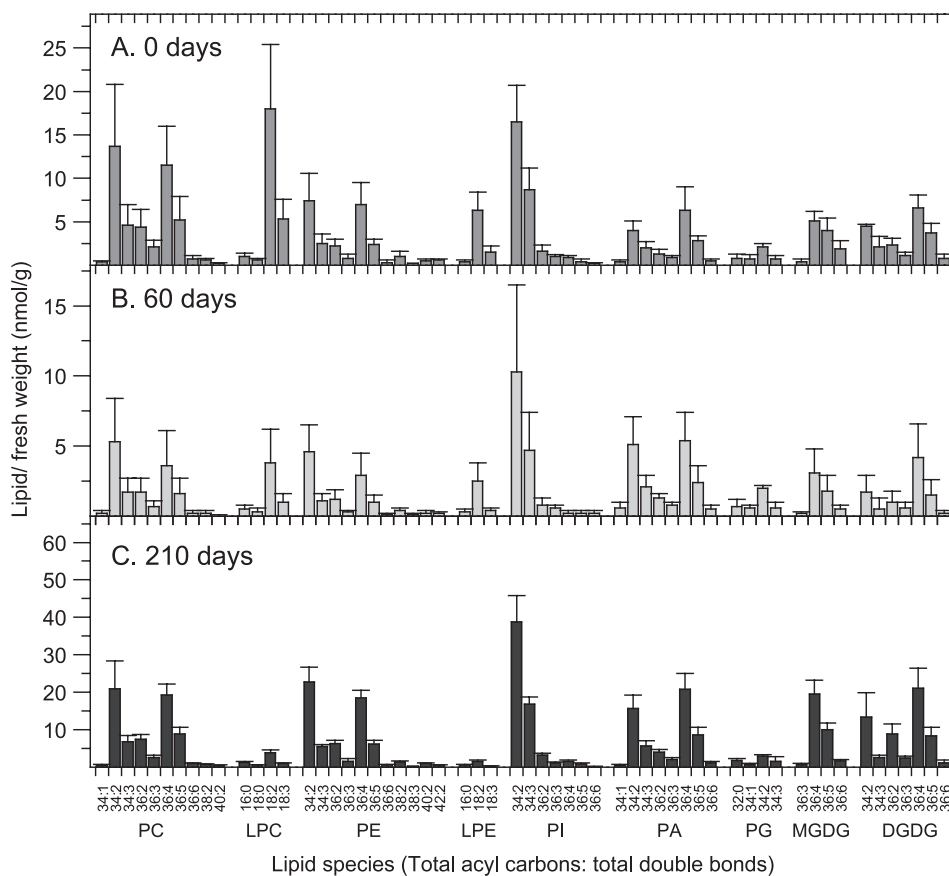 A. 0 days
25
20
15
10
5
B. 60 days
15
10
5
C. 210 days
60
50
40
30
20
10
Lipid/ fresh weight (nmol/g)
34:1 34:2 34:3 36:2 36:3 36:4 36:5 36:6 38:2 40:2 16:0 18:0 18:2 18:3 34:2 34:3 36:2 36:3 36:4 36:5 36:6 38:2 38:3 40:2 42:2 16:0 18:2 18:3 34:2 34:3 36:2 36:3 36:4 36:5 36:6 34:1 34:2 34:3 36:2 36:3 36:4 36:5 36:6 32:0 34:1 34:2 34:3 36:3 36:4 36:5 36:6 34:2 34:3 36:2 36:3 36:4 36:5 36:6
PC LPC PE LPE PI PA PG MGDG DGDG
Lipid species (Total acyl carbons: total double bonds)